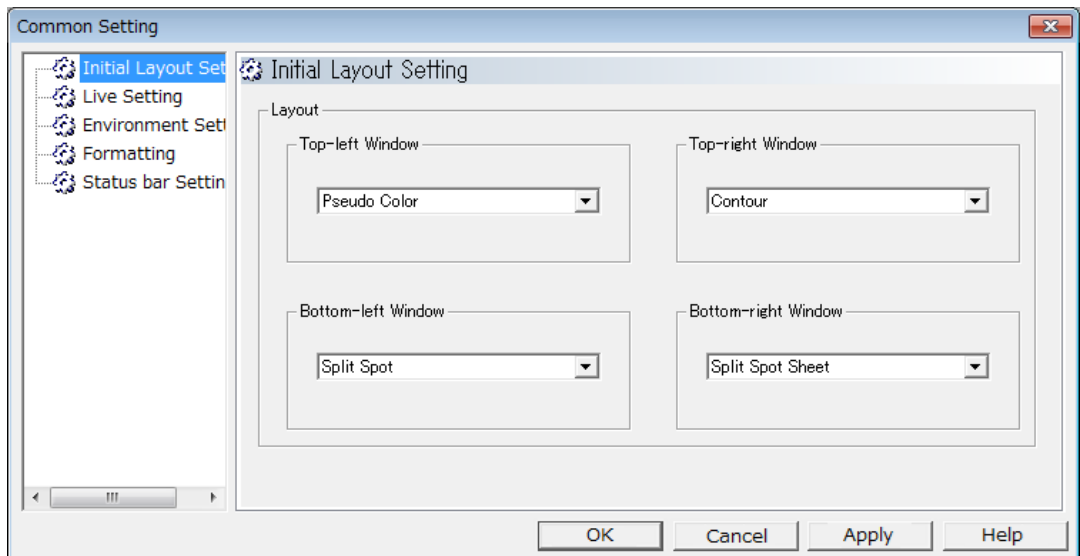 Common Setting
Initial Layout Set
Live Setting
Environment Sett
Formatting
Status bar Settin
Initial Layout Setting
Layout
Top-left Window
Top-right Window
Pseudo Color
Contour
Bottom-left Window
Bottom-right Window
Split Spot
Split Spot Sheet
OK
Cancel
Apply
Help